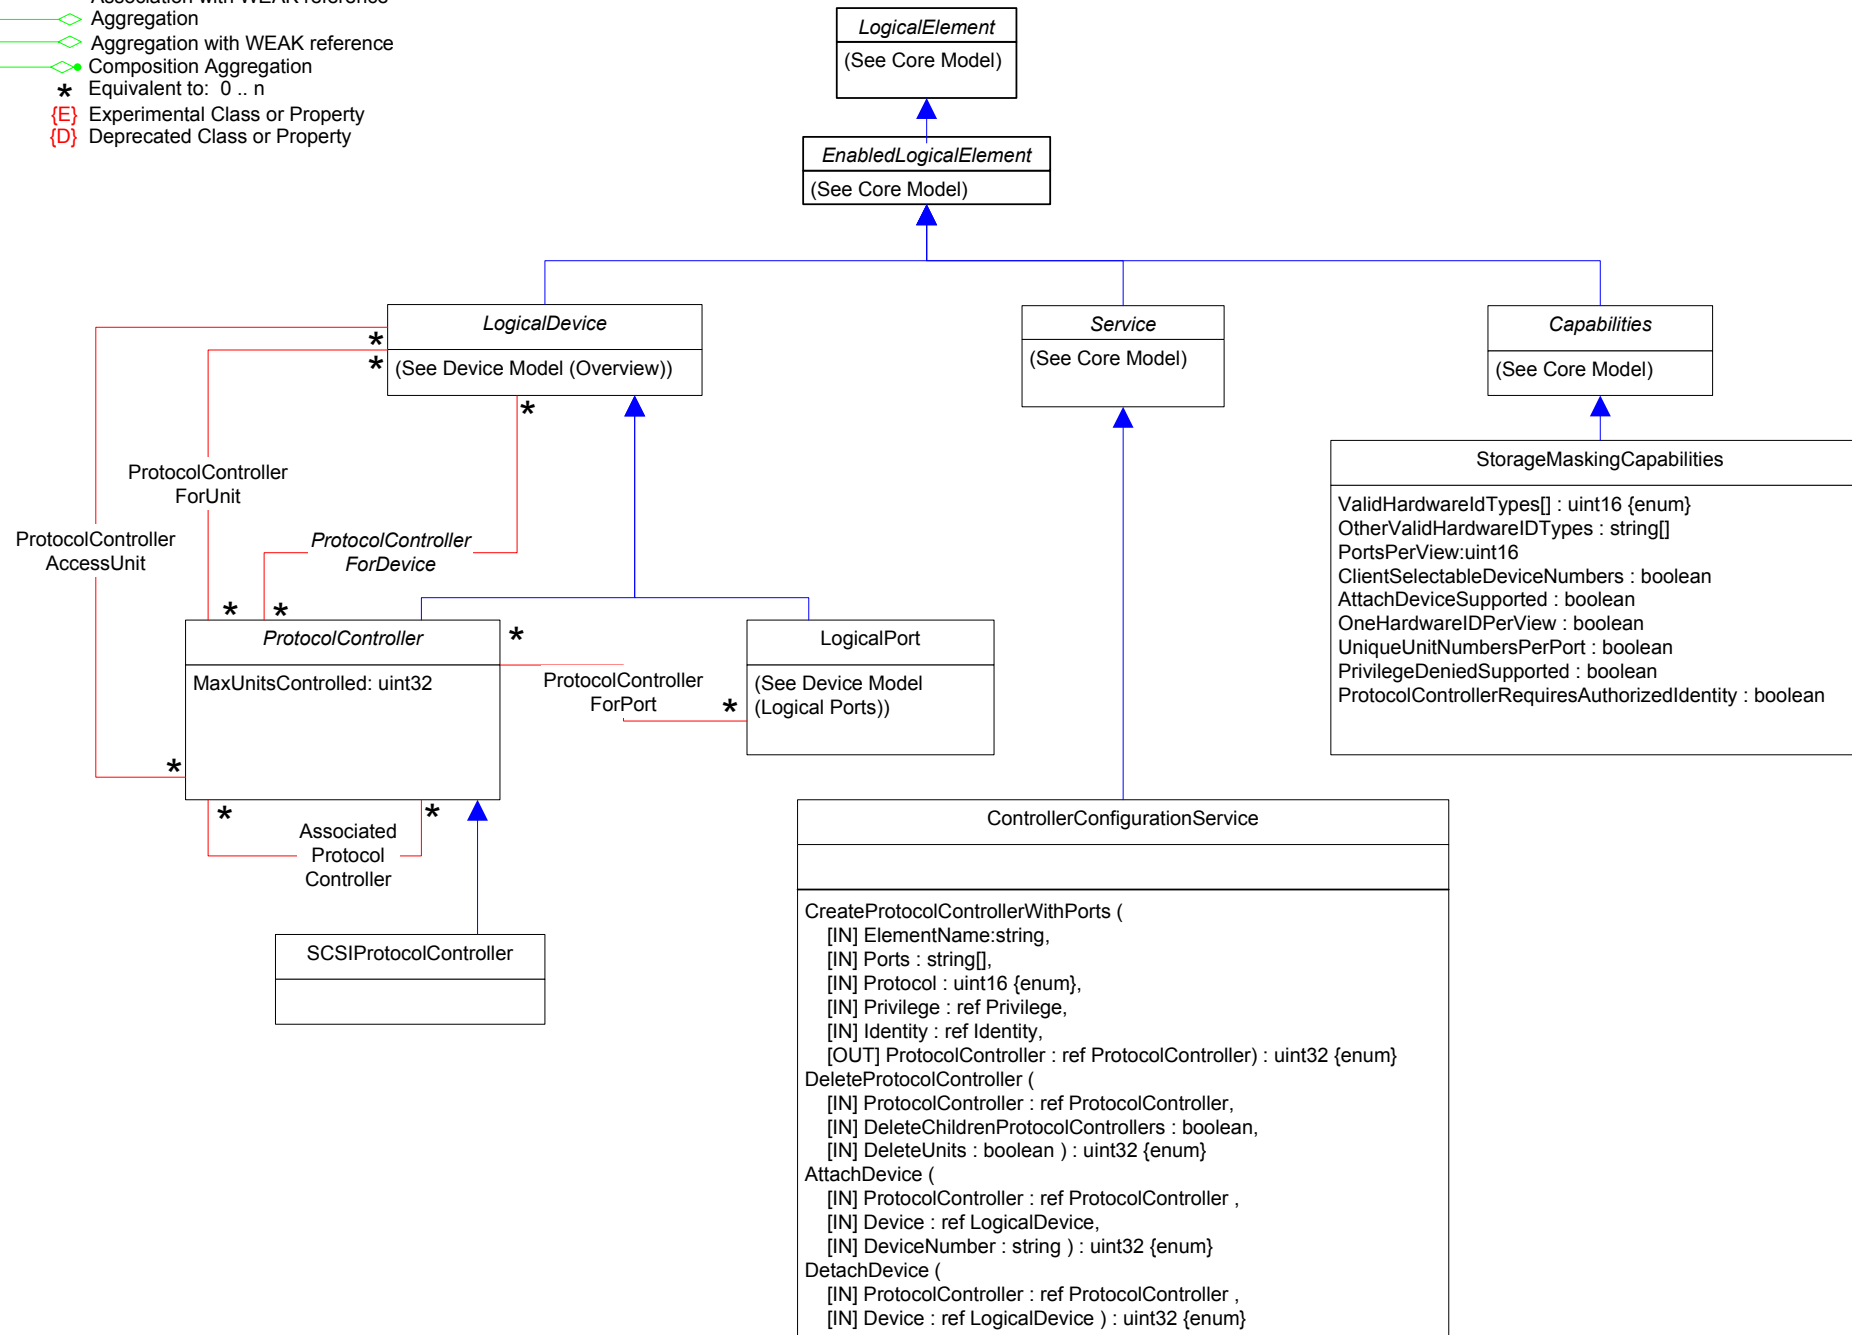 Association with WEAK reference
Aggregation
Aggregation with WEAK reference
Composition Aggregation
* Equivalent to: 0 .. n
{E} Experimental Class or Property
{D} Deprecated Class or Property
LogicalElement
(See Core Model)
EnabledLogicalElement
(See Core Model)
LogicalDevice
(See Device Model (Overview))
Service
(See Core Model)
Capabilities
(See Core Model)
*
*
*
ProtocolController
ForUnit
ProtocolController
AccessUnit
ProtocolController
ForDevice
*
*
*
*
ProtocolController
MaxUnitsControlled: uint32
ProtocolController
ForPort
*
LogicalPort
(See Device Model
(Logical Ports))
StorageMaskingCapabilities
ValidHardwareIdTypes[] : uint16 {enum}
OtherValidHardwareIDTypes : string[]
PortsPerView:uint16
ClientSelectableDeviceNumbers : boolean
AttachDeviceSupported : boolean
OneHardwareIDPerView : boolean
UniqueUnitNumbersPerPort : boolean
PrivilegeDeniedSupported : boolean
ProtocolControllerRequiresAuthorizedIdentity : boolean
*
*
Associated
Protocol
Controller
SCSIProtocolController
ControllerConfigurationService
CreateProtocolControllerWithPorts (
[IN] ElementName:string,
[IN] Ports : string[],
[IN] Protocol : uint16 {enum},
[IN] Privilege : ref Privilege,
[IN] Identity : ref Identity,
[OUT] ProtocolController : ref ProtocolController) : uint32 {enum}
DeleteProtocolController (
[IN] ProtocolController : ref ProtocolController,
[IN] DeleteChildrenProtocolControllers : boolean,
[IN] DeleteUnits : boolean ) : uint32 {enum}
AttachDevice (
[IN] ProtocolController : ref ProtocolController ,
[IN] Device : ref LogicalDevice,
[IN] DeviceNumber : string ) : uint32 {enum}
DetachDevice (
[IN] ProtocolController : ref ProtocolController ,
[IN] Device : ref LogicalDevice ) : uint32 {enum}